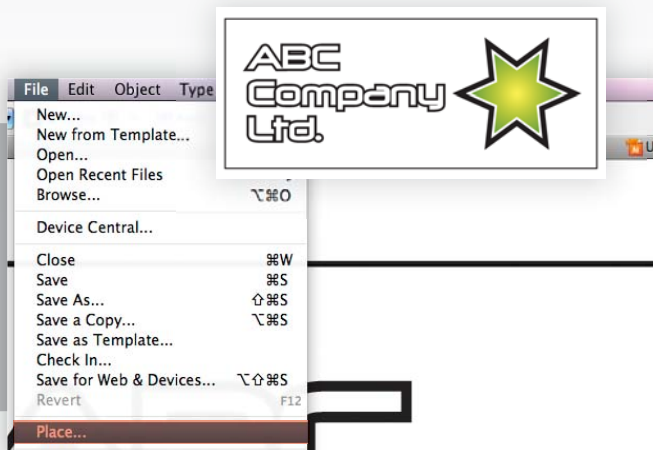 ABC
Company
Ltd.
File Edit Object Type
New...
New from Template...
Open...
Open Recent Files
Browse... ⌥⌘O
Device Central...
Close ⌘W
Save ⌘S
Save As... ⇧⌘S
Save a Copy... ⌥⌘S
Save as Template...
Check In...
Save for Web & Devices... ⌥⇧⌘S
Revert F12
Place...